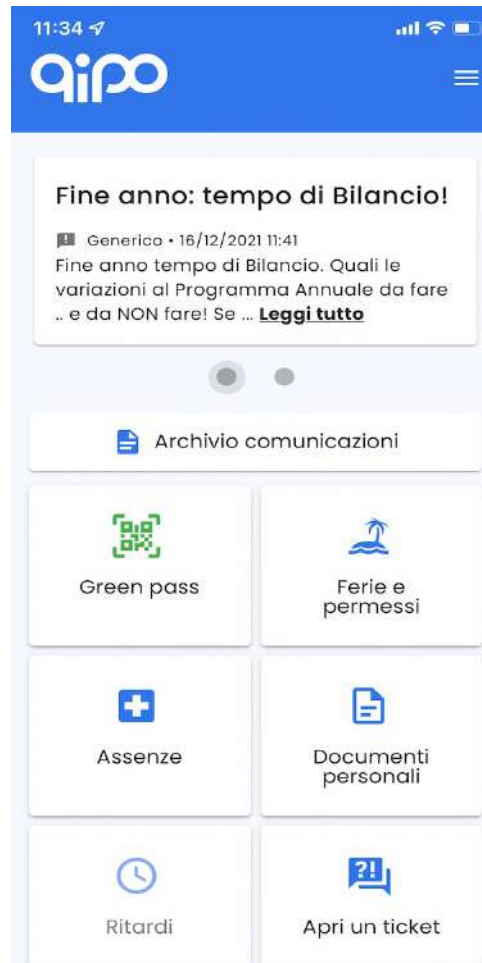 11:34
qipo
Fine anno: tempo di Bilancio!
Generico • 16/12/2021 11:41
Fine anno tempo di Bilancio. Quali le
variazioni al Programma Annuale da fare
.. e da NON fare! Se ... Leggi tutto
Archivio comunicazioni
Green pass
Ferie e
permessi
Assenze
Documenti
personali
Ritardi
?!
Apri un ticket